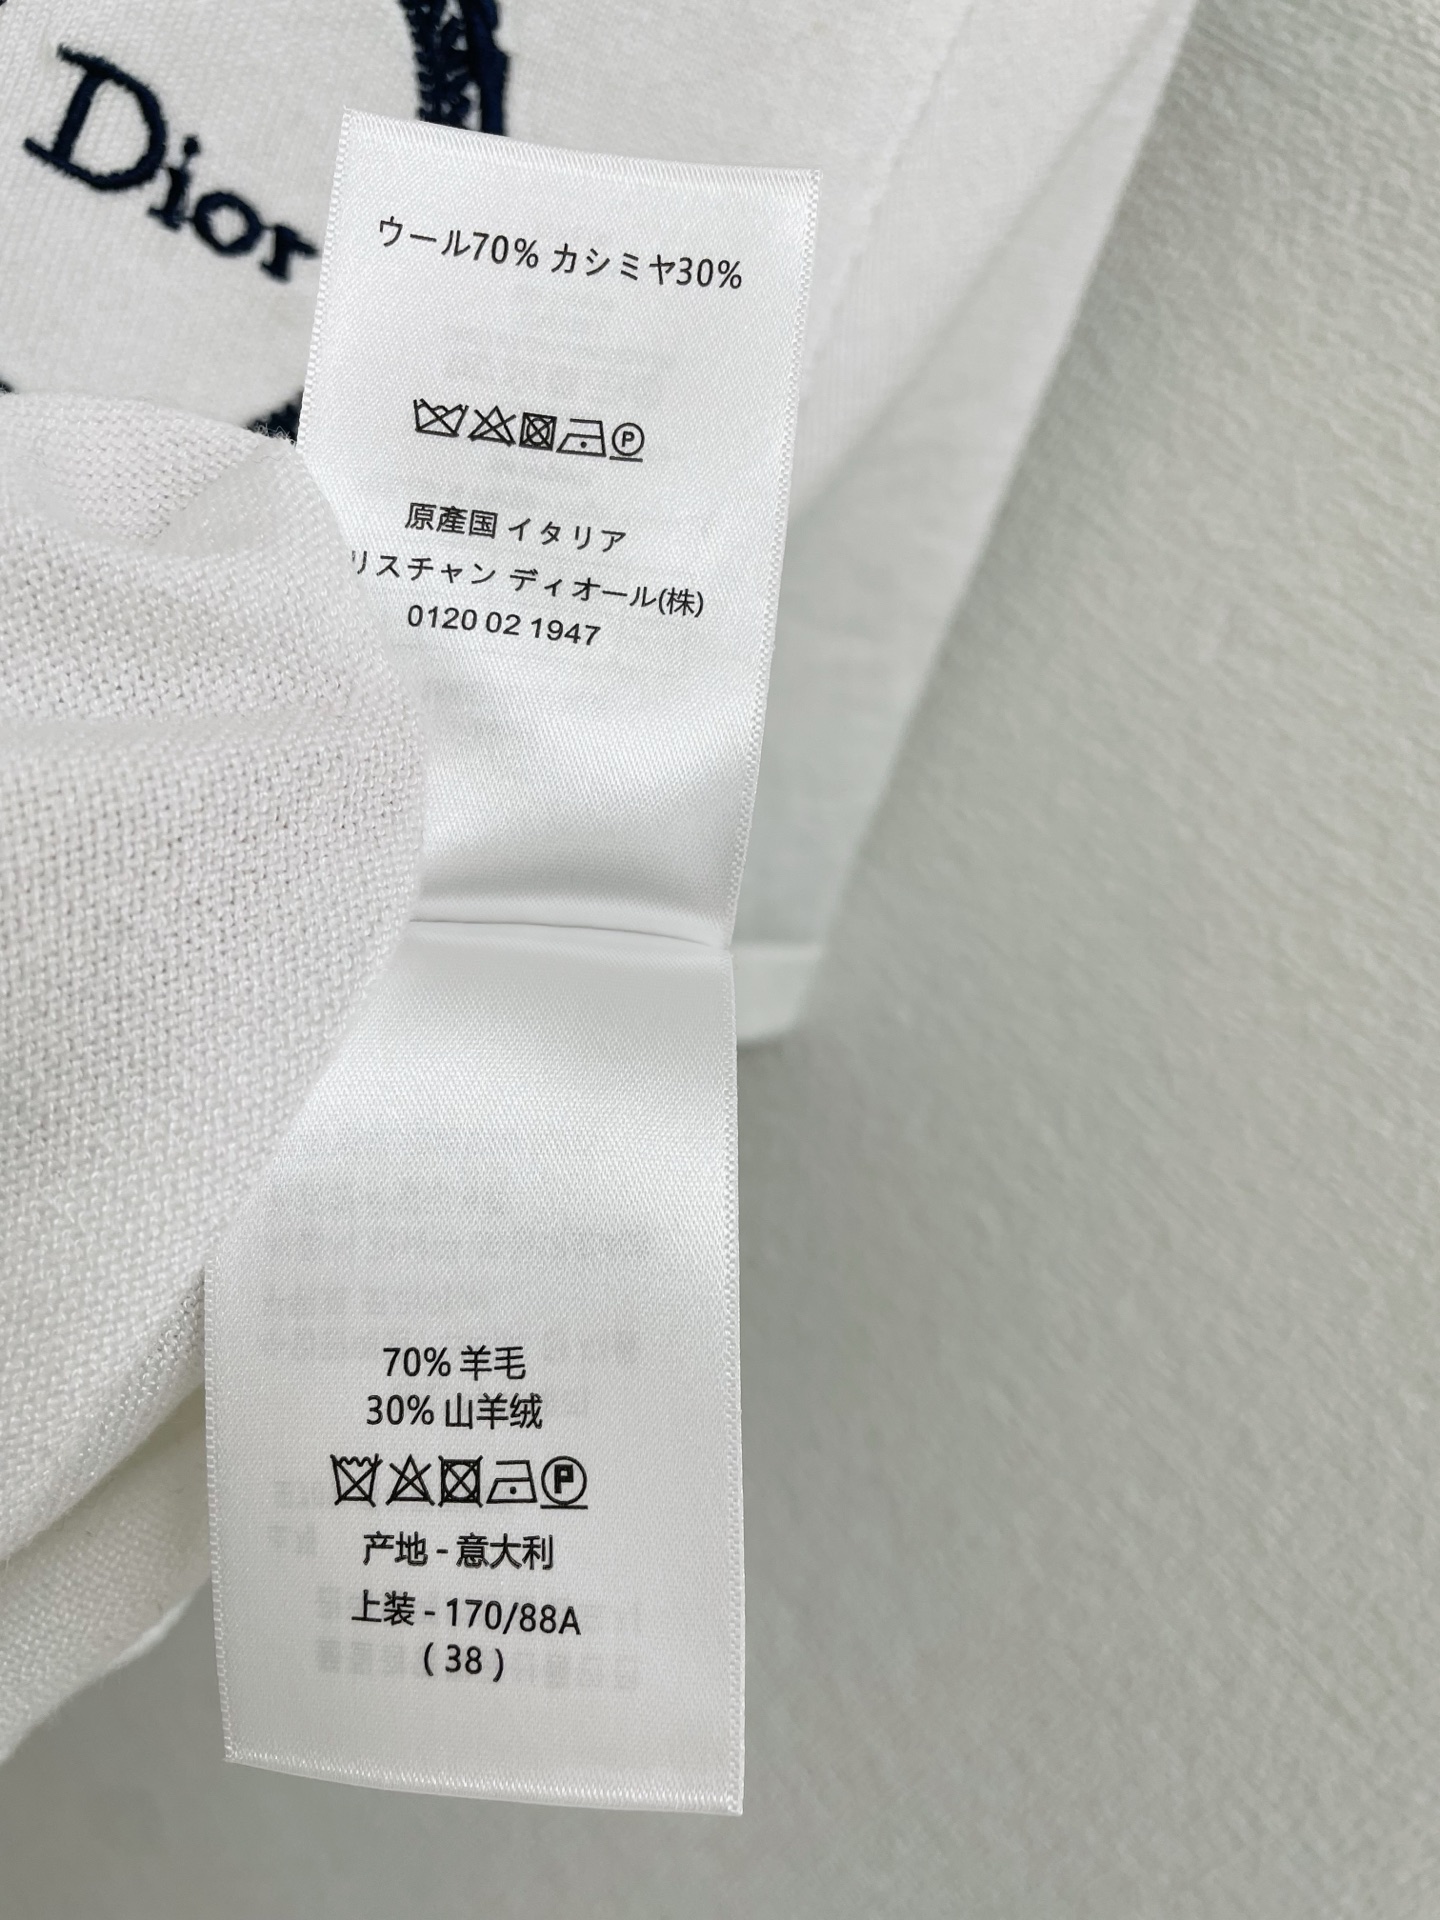 Dior
ウール70% カシミヤ30%
P
原産国 イタリア
リスチャン ディオール(株)
0120 02 1947
70% 羊毛
30% 山羊绒
P
产地 - 意大利
上装 - 170/88A
( 38 )